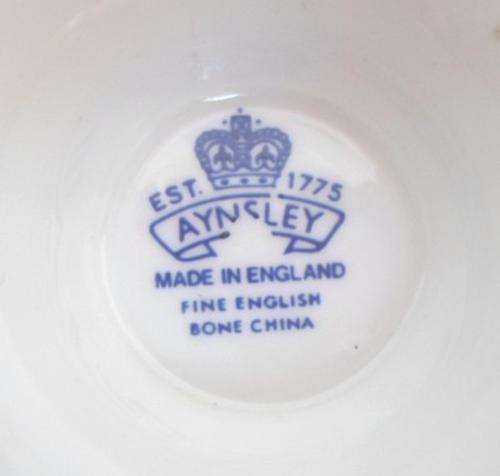 EST. 1775
AYNSLEY
MADE IN ENGLAND
FINE ENGLISH
BONE CHINA